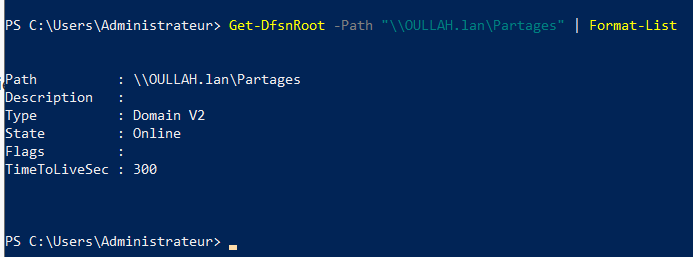 PS C:\Users\Administrateur> Get-DfsnRoot -Path "\\OULLAH.lan\Partages" | Format-List
Path          : \\OULLAH.lan\Partages
Description   :
Type          : Domain V2
State         : Online
Flags         :
TimeToLiveSec : 300
PS C:\Users\Administrateur>